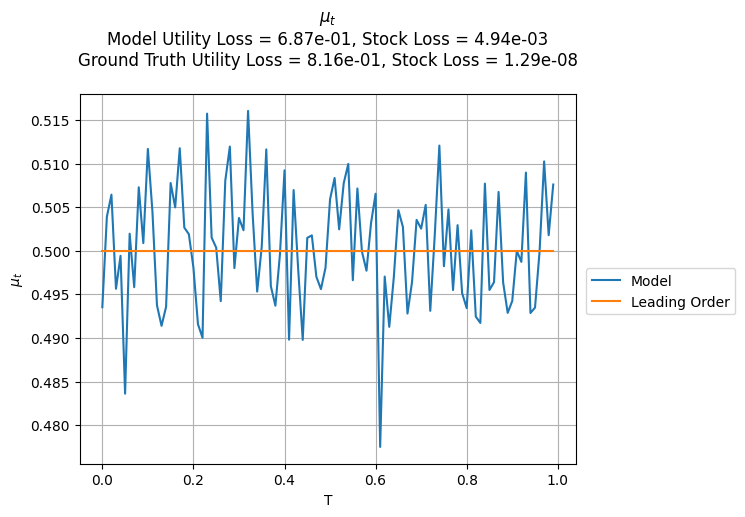 μt
Model Utility Loss = 6.87e-01, Stock Loss = 4.94e-03
Ground Truth Utility Loss = 8.16e-01, Stock Loss = 1.29e-08
0.515
0.510
0.505
0.500
0.495
0.490
0.485
0.480
μt
0.0
0.2
0.4
0.6
0.8
1.0
T
Model
Leading Order